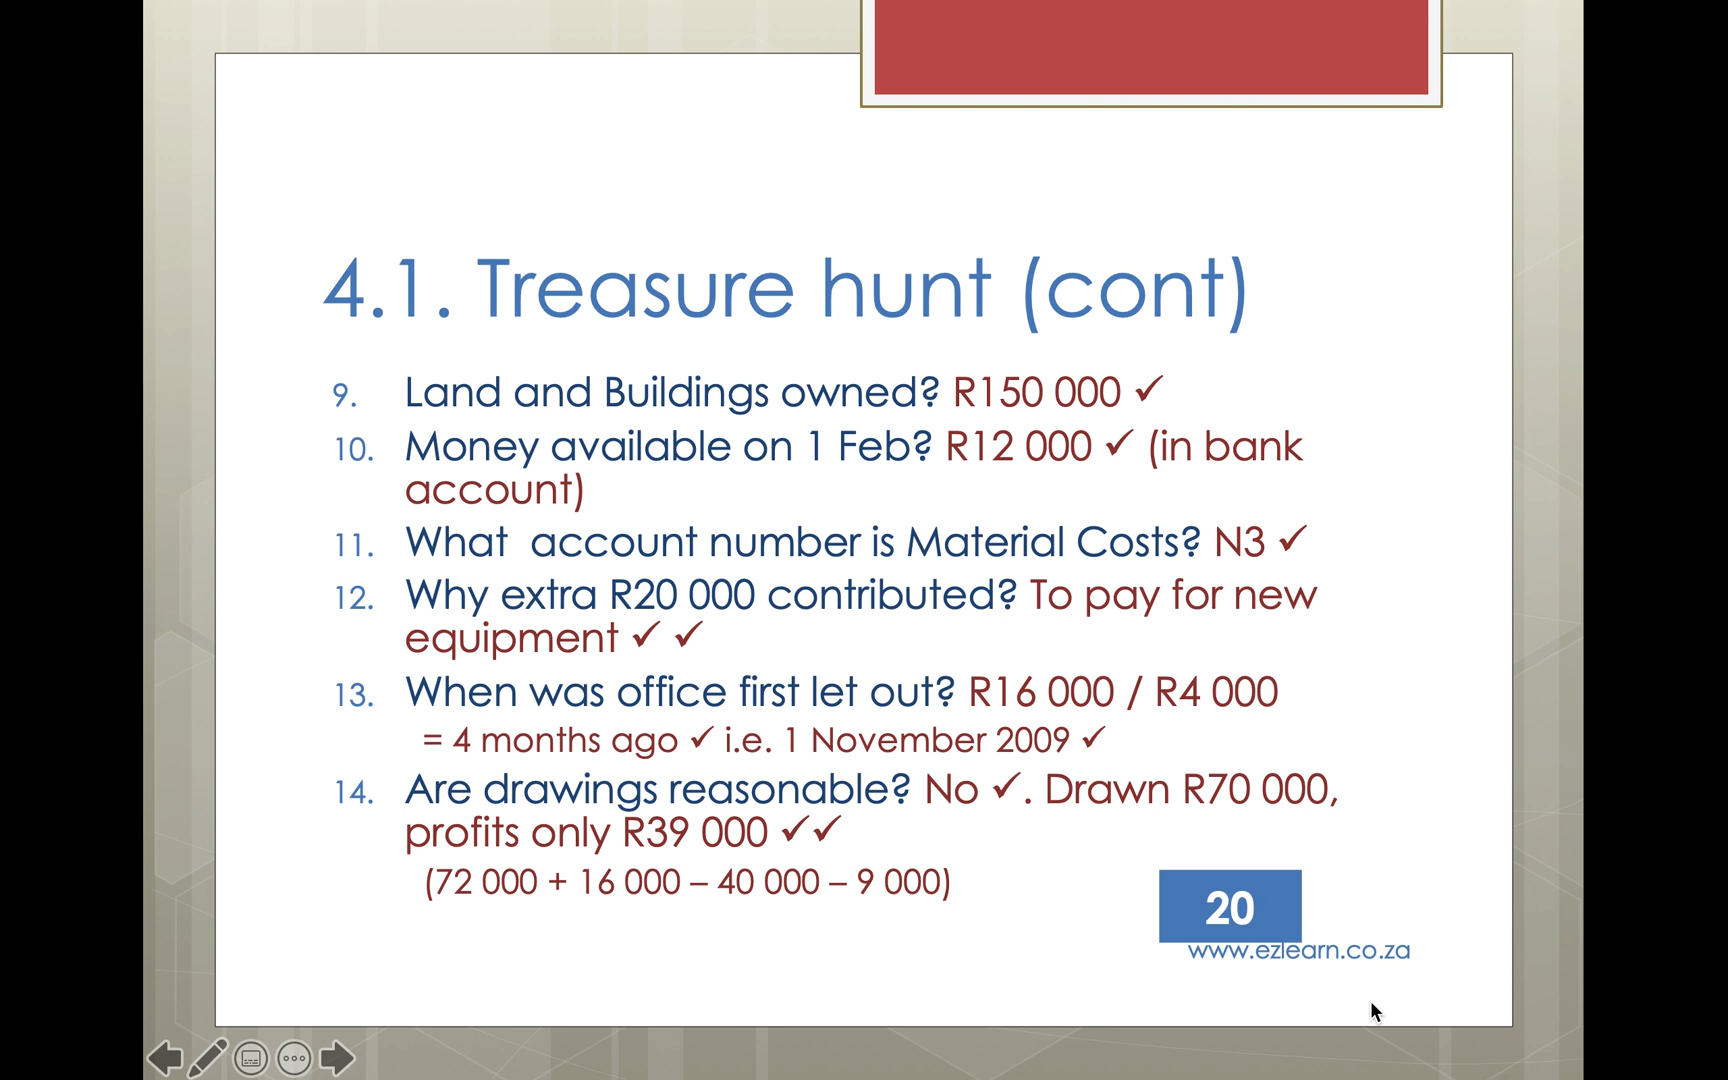 4.1. Treasure hunt (cont)
9. Land and Buildings owned? R150 000 ✓
10. Money available on 1 Feb? R12 000 ✓ (in bank
account)
11. What  account number is Material Costs? N3 ✓
12. Why extra R20 000 contributed? To pay for new
equipment ✓ ✓
13. When was office first let out? R16 000 / R4 000
= 4 months ago ✓ i.e. 1 November 2009 ✓
14. Are drawings reasonable? No ✓. Drawn R70 000,
profits only R39 000 ✓✓
(72 000 + 16 000 – 40 000 – 9 000)
20
www.ezlearn.co.za